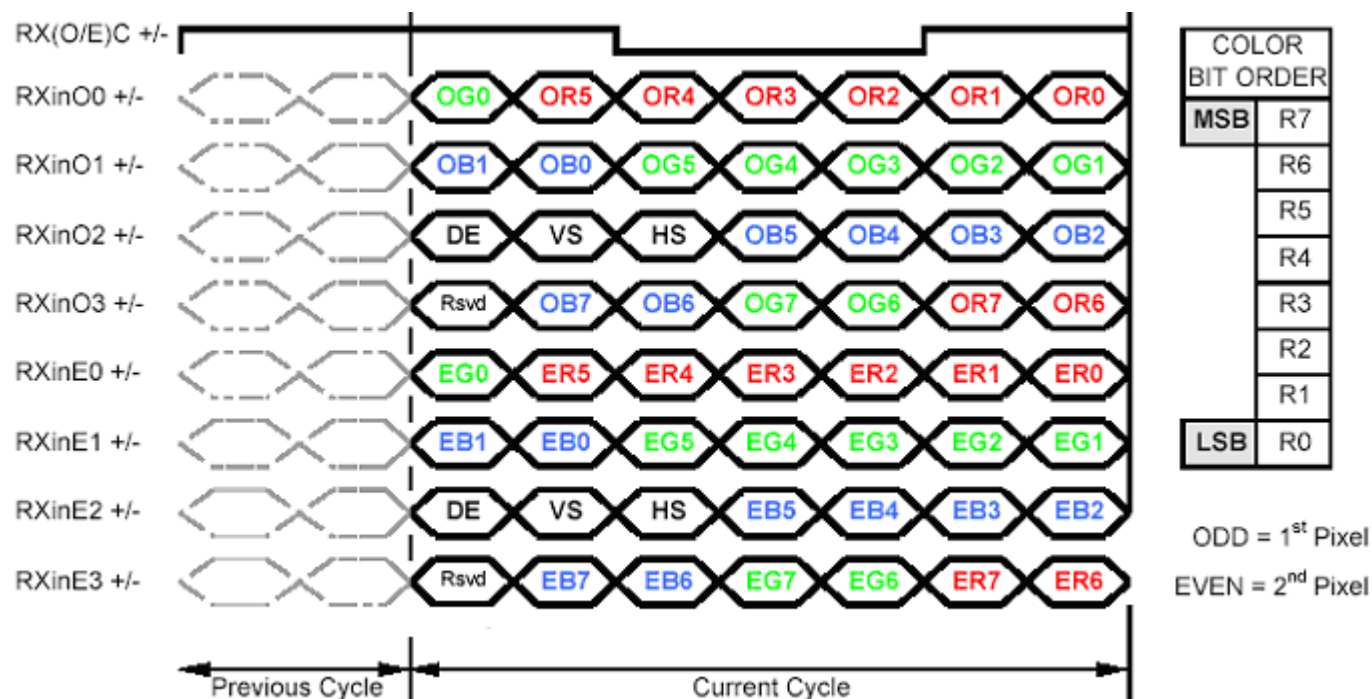 RX(O/E)C +/-
RXinO0 +/- OG0 OR5 OR4 OR3 OR2 OR1 OR0
RXinO1 +/- OB1 OB0 OG5 OG4 OG3 OG2 OG1
RXinO2 +/- DE VS HS OB5 OB4 OB3 OB2
RXinO3 +/- Rsvd OB7 OB6 OG7 OG6 OR7 OR6
RXinE0 +/- EG0 ER5 ER4 ER3 ER2 ER1 ER0
RXinE1 +/- EB1 EB0 EG5 EG4 EG3 EG2 EG1
RXinE2 +/- DE VS HS EB5 EB4 EB3 EB2
RXinE3 +/- Rsvd EB7 EB6 EG7 EG6 ER7 ER6
Previous Cycle Current Cycle
COLOR
BIT ORDER
MSB R7
R6
R5
R4
R3
R2
R1
LSB R0
ODD = 1st Pixel
EVEN = 2nd Pixel